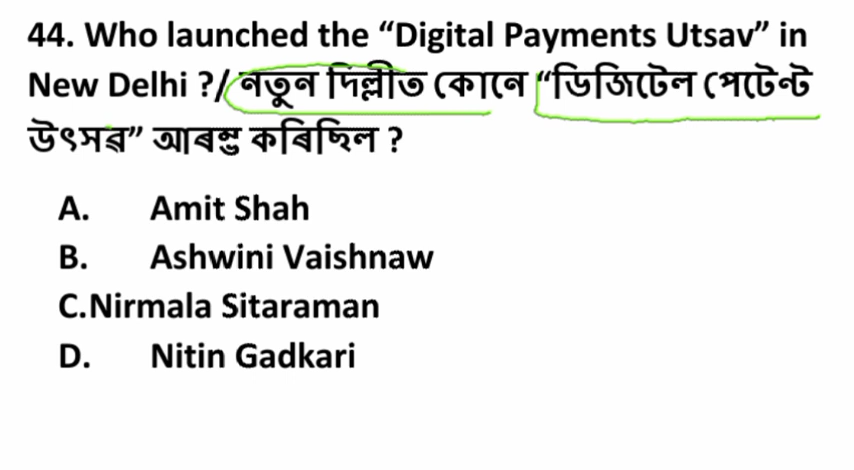 44. Who launched the “Digital Payments Utsav” in
New Delhi ?/ নতুন দিল্লীত কোনে “ডিজিটেল পেটেন্ট
উৎসৱ” আৰম্ভ কৰিছিল ?
A. Amit Shah
B. Ashwini Vaishnaw
C.Nirmala Sitaraman
D. Nitin Gadkari